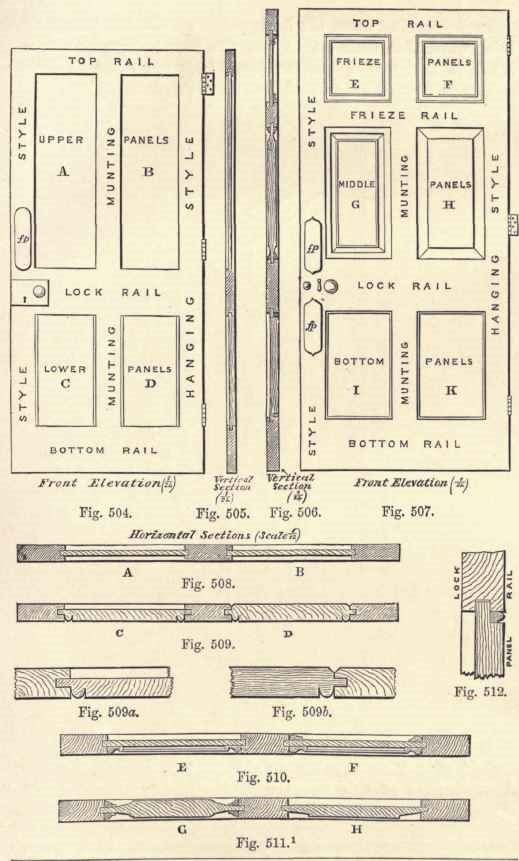 TOP RAIL
STYLE
UPPER
A
MUNTING
PANELS
B
STYLE
fp
LOCK RAIL
HANGING
STYLE
LOWER
C
MUNTING
PANELS
D
BOTTOM RAIL
Front Elevation
Fig. 504.
Vertical
Section
Fig. 505.
Vertical
Section
Fig. 506.
TOP RAIL
FRIEZE
E
PANELS
F
STYLE
FRIEZE RAIL
MIDDLE
G
MUNTING
PANELS
H
STYLE
fp
LOCK RAIL
HANGING
fp
BOTTOM
I
MUNTING
PANELS
K
STYLE
BOTTOM RAIL
Front Elevation
Fig. 507.
Horizontal Sections (Scale
A B
Fig. 508.
C D
Fig. 509.
Fig. 509a.
Fig. 509b.
LOCK RAIL
PANEL
Fig. 512.
E F
Fig. 510.
G H
Fig. 511.¹